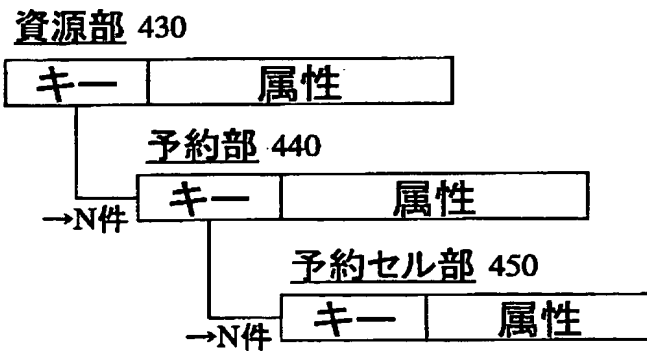 資源部 430
キー 属性
予約部 440
→N件 キー 属性
予約セル部 450
→N件 キー 属性